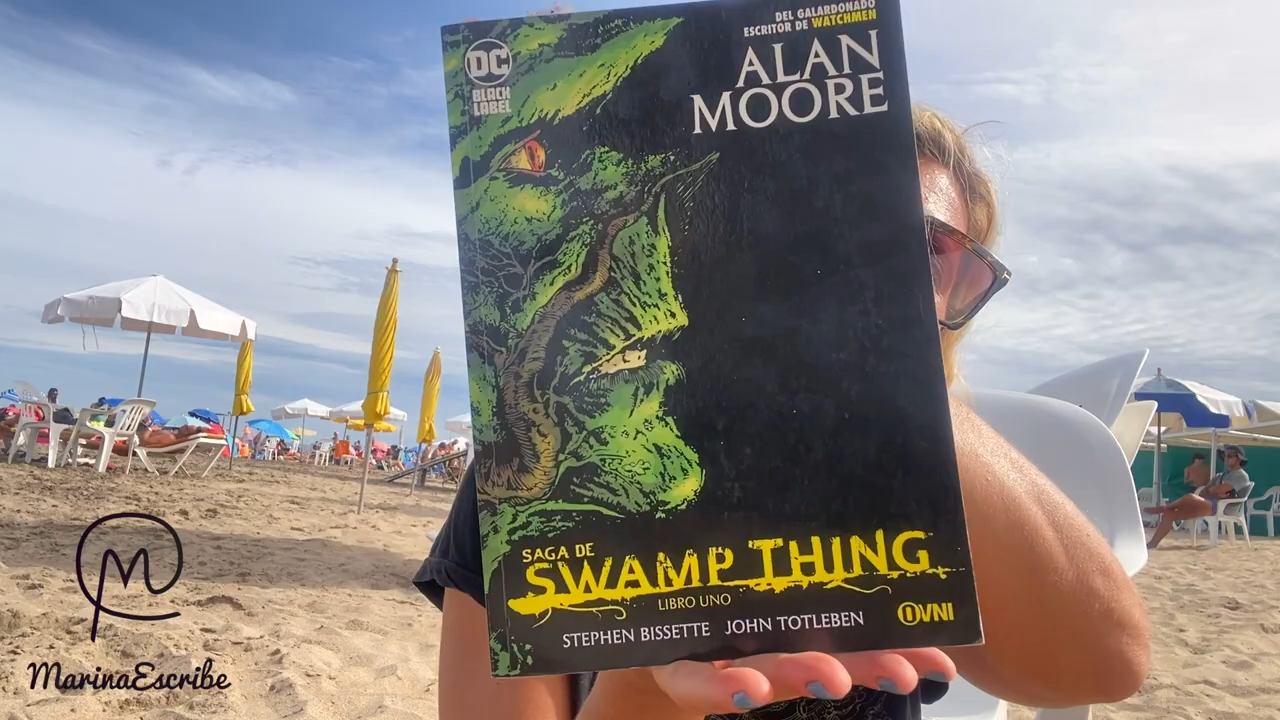 DEL GALARDONADO
ESCRITOR DE WATCHMEN
ALAN
MOORE
DC
BLACK
LABEL
SAGA DE
SWAMP THING
LIBRO UNO
STEPHEN BISSETTE JOHN TOTLEBEN
OVNI
M
MarinaEscribe